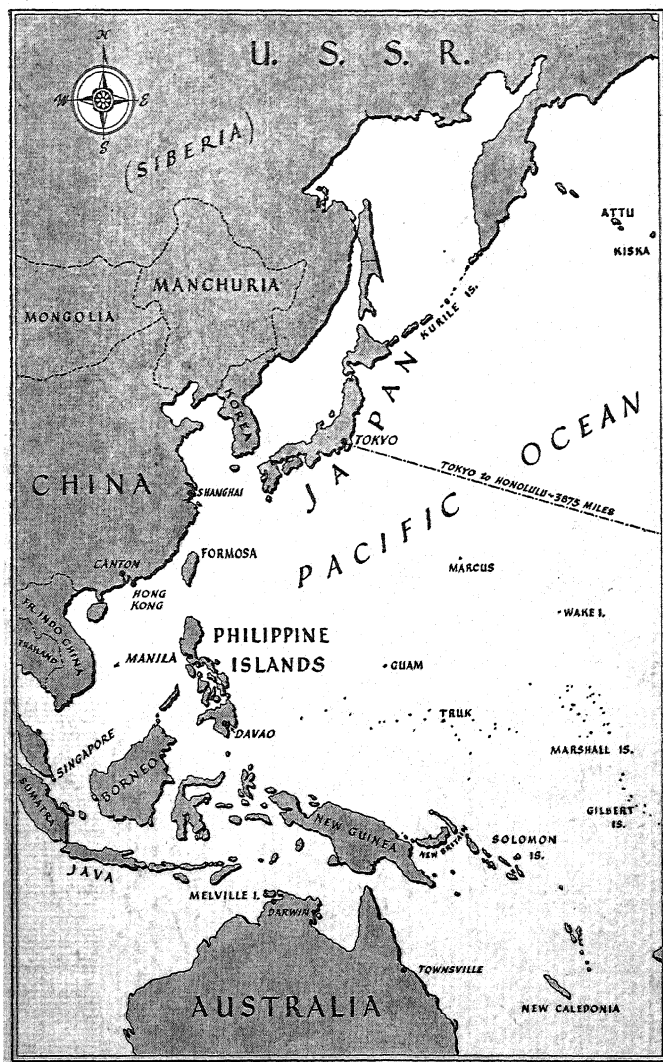 N
W E
S
U. S. S. R.
(SIBERIA)
ATTU
KISKA
MANCHURIA
MONGOLIA
KURILE IS.
KOREA
JAPAN
TOKYO
PACIFIC OCEAN
TOKYO to HONOLULU-3875 MILES
CHINA
SHANGHAI
FORMOSA
MARCUS
CANTON
HONG
KONG
FR. INDO CHINA
THAILAND
WAKE I.
PHILIPPINE
ISLANDS
MANILA
GUAM
TRUK
DAVAO
MARSHALL IS.
SINGAPORE
BORNEO
SUMATRA
GILBERT
IS.
NEW GUINEA
NEW BRITAIN
SOLOMON
IS.
JAVA
MELVILLE I.
DARWIN
TOWNSVILLE
AUSTRALIA
NEW CALEDONIA